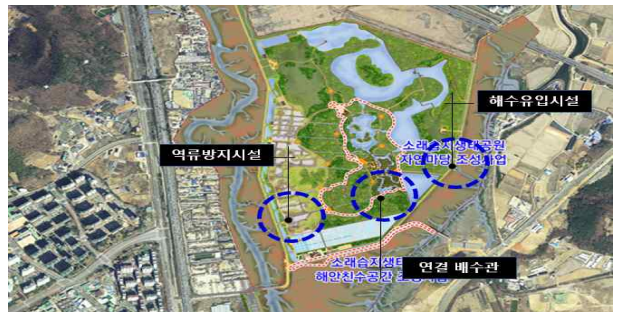 해수유입시설
소래습지생태공원
자연마당 조성사업
역류방지시설
소래습지생태
해안친수공간 조성
연결 배수관